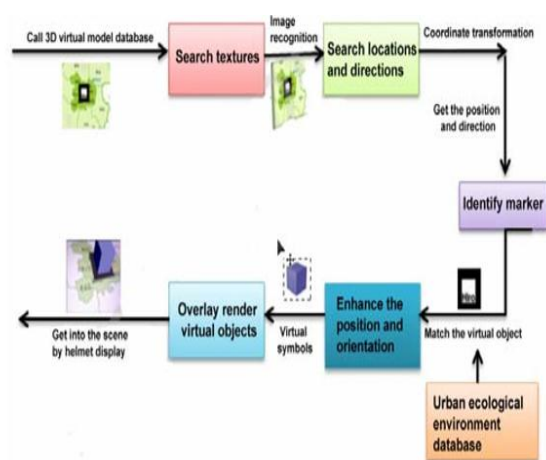 Call 3D virtual model database
Search textures
Image
recognition
Search locations
and directions
Coordinate transformation
Get the position
and direction
Identify marker
Match the virtual object
Urban ecological
environment
database
Enhance the
position and
orientation
Virtual
symbols
Overlay render
virtual objects
Get into the scene
by helmet display